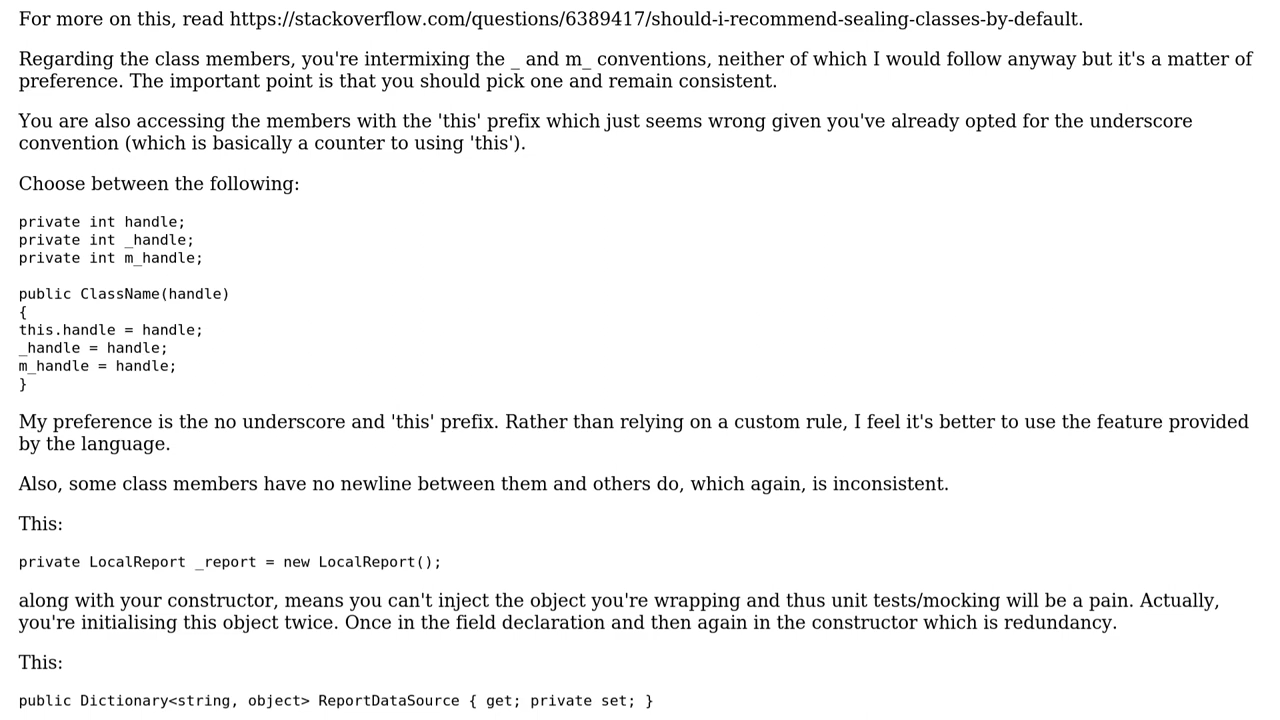 For more on this, read https://stackoverflow.com/questions/6389417/should-i-recommend-sealing-classes-by-default.
Regarding the class members, you're intermixing the _ and m_ conventions, neither of which I would follow anyway but it's a matter of
preference. The important point is that you should pick one and remain consistent.
You are also accessing the members with the 'this' prefix which just seems wrong given you've already opted for the underscore
convention (which is basically a counter to using 'this').
Choose between the following:
private int handle;
private int _handle;
private int m_handle;
public ClassName(handle)
{
this.handle = handle;
_handle = handle;
m_handle = handle;
}
My preference is the no underscore and 'this' prefix. Rather than relying on a custom rule, I feel it's better to use the feature provided
by the language.
Also, some class members have no newline between them and others do, which again, is inconsistent.
This:
private LocalReport _report = new LocalReport();
along with your constructor, means you can't inject the object you're wrapping and thus unit tests/mocking will be a pain. Actually,
you're initialising this object twice. Once in the field declaration and then again in the constructor which is redundancy.
This:
public Dictionary<string, object> ReportDataSource { get; private set; }